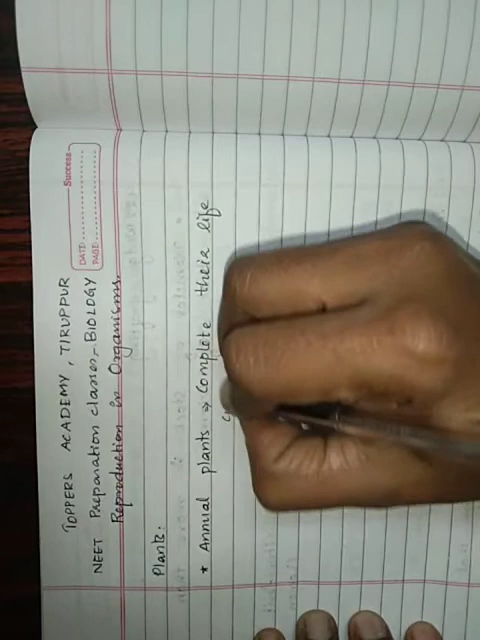 TOPPERS ACADEMY, TIRUPPUR
NEET Preparation classes - BIOLOGY
Reproduction in Organisms.
Success
DATE:
PAGE:
Plants:
* Annual plants → Complete their life